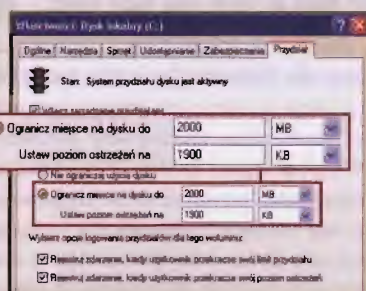 Właściwości: Dysk lokalny (C:)
Ogólne Narzędzia Sprzęt Udostępnianie Zabezpieczenia Przydział
Stan: System przydziału dysku jest aktywny
Włącz zarządzanie przydziałami
Ogranicz miejsce na dysku do 2000 MB
Ustaw poziom ostrzeżeń na 1900 KB
Nie ograniczaj użycia dysku
Ogranicz miejsce na dysku do 2000 MB
Ustaw poziom ostrzeżeń na 1900 KB
Wybierz opcje logowania przydziałów dla tego woluminu:
Rejestruj zdarzenie, kiedy użytkownik przekracza swój limit przydziału
Rejestruj zdarzenie, kiedy użytkownik przekracza swój poziom ostrzeżeń